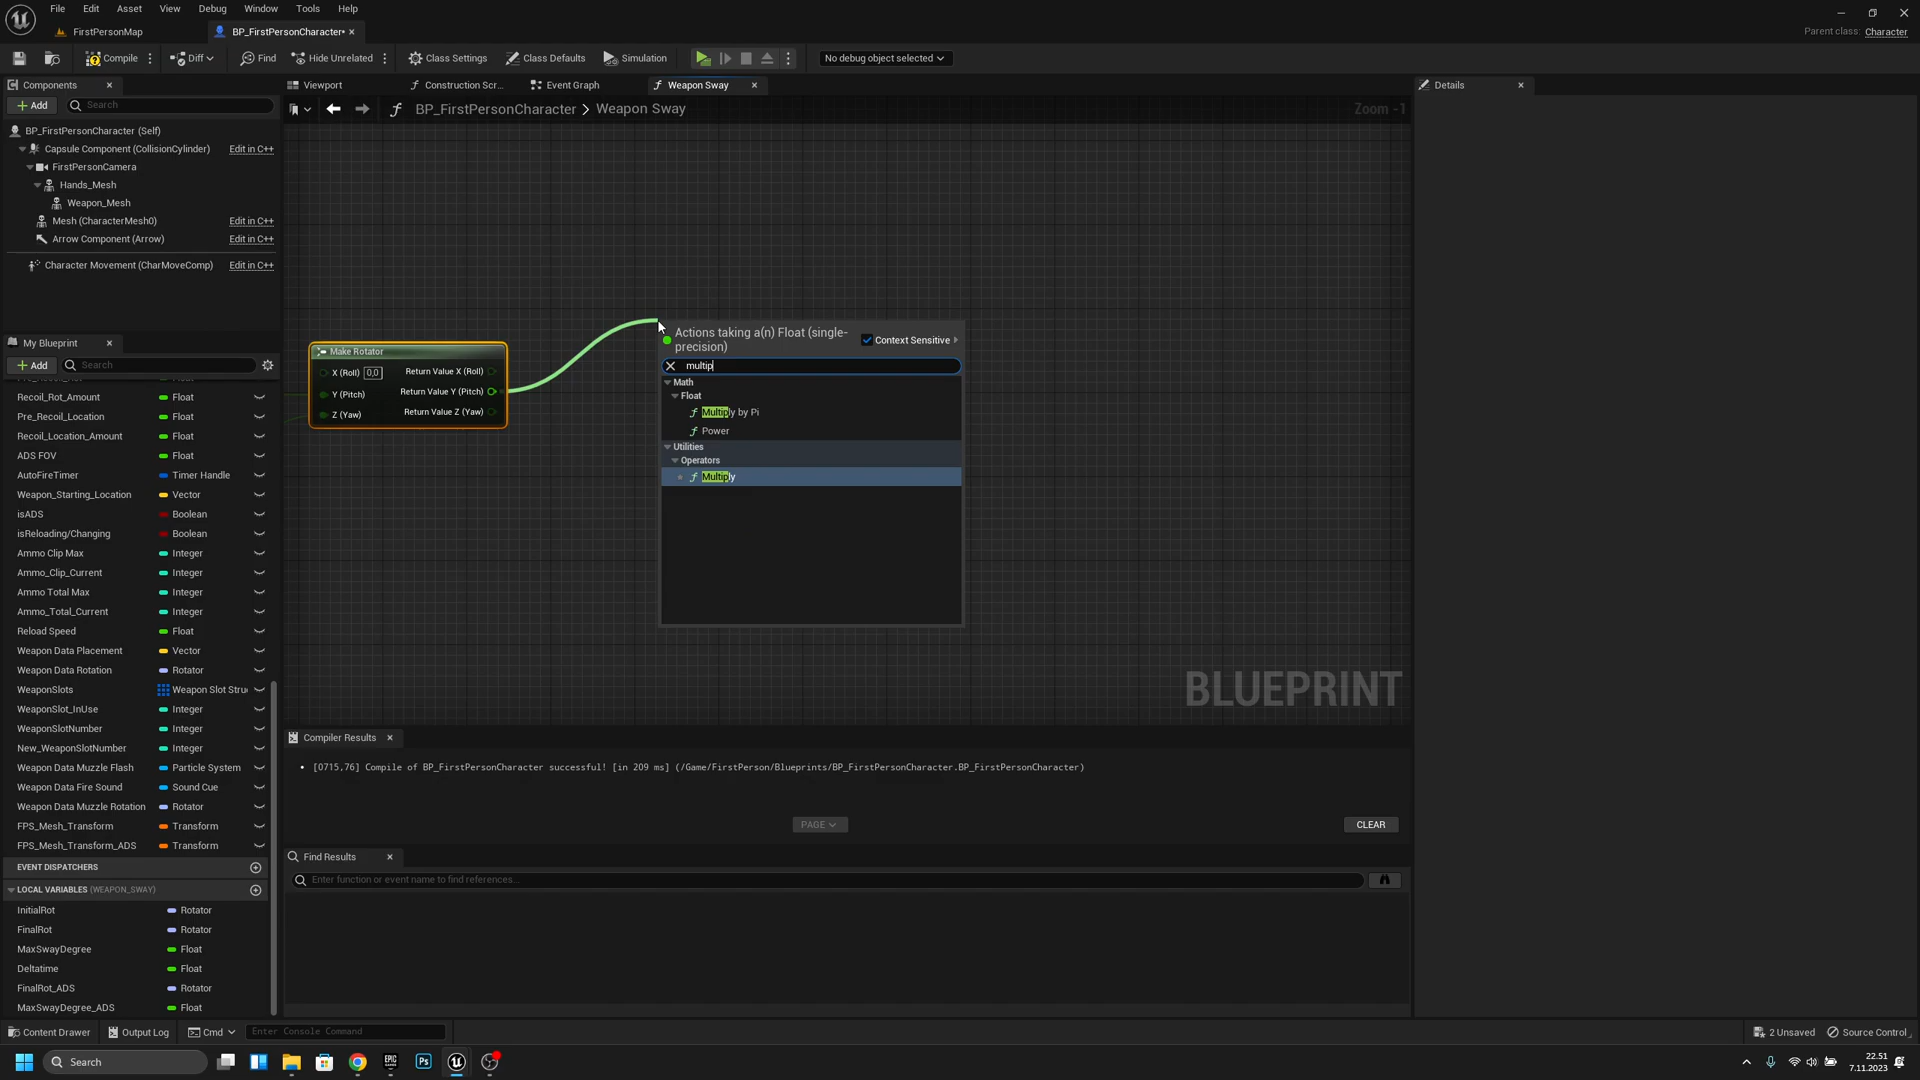 File Edit Asset View Debug Window Tools Help
FirstPersonMap BP_FirstPersonCharacter• Parent class: Character
Compile Diff Find Hide Unrelated Class Settings Class Defaults Simulation No debug object selected
Components Viewport Construction Scr... Event Graph Weapon Sway Details
Add Search BP_FirstPersonCharacter > Weapon Sway Zoom -1
BP_FirstPersonCharacter (Self)
Capsule Component (CollisionCylinder) Edit in C++
FirstPersonCamera
Hands_Mesh
Weapon_Mesh
Mesh (CharacterMesh0) Edit in C++
Arrow Component (Arrow) Edit in C++
Character Movement (CharMoveComp) Edit in C++
My Blueprint
Add Search
Recoil_Rot_Amount Float
Pre_Recoil_Location Float
Recoil_Location_Amount Float
ADS FOV Float
AutoFireTimer Timer Handle
Weapon_Starting_Location Vector
isADS Boolean
isReloading/Changing Boolean
Ammo Clip Max Integer
Ammo_Clip_Current Integer
Ammo Total Max Integer
Ammo_Total_Current Integer
Reload Speed Float
Weapon Data Placement Vector
Weapon Data Rotation Rotator
WeaponSlots Weapon Slot Stru
WeaponSlot_InUse Integer
WeaponSlotNumber Integer
New_WeaponSlotNumber Integer
Weapon Data Muzzle Flash Particle System
Weapon Data Fire Sound Sound Cue
Weapon Data Muzzle Rotation Rotator
FPS_Mesh_Transform Transform
FPS_Mesh_Transform_ADS Transform
EVENT DISPATCHERS
LOCAL VARIABLES (WEAPON_SWAY)
InitialRot Rotator
FinalRot Rotator
MaxSwayDegree Float
Deltatime Float
FinalRot_ADS Rotator
MaxSwayDegree_ADS Float
Make Rotator
X (Roll) 0,0 Return Value X (Roll)
Y (Pitch) Return Value Y (Pitch)
Z (Yaw) Return Value Z (Yaw)
Actions taking a(n) Float (single-
precision)
Context Sensitive
multip
Math
Float
Multiply by Pi
Power
Utilities
Operators
Multiply
BLUEPRINT
Compiler Results
[0715,76] Compile of BP_FirstPersonCharacter successful! [in 209 ms] (/Game/FirstPerson/Blueprints/BP_FirstPersonCharacter.BP_FirstPersonCharacter)
PAGE CLEAR
Find Results
Enter function or event name to find references...
Content Drawer Output Log Cmd Enter Console Command 2 Unsaved Source Control
Search EPIC Ps 22.51
7.11.2023